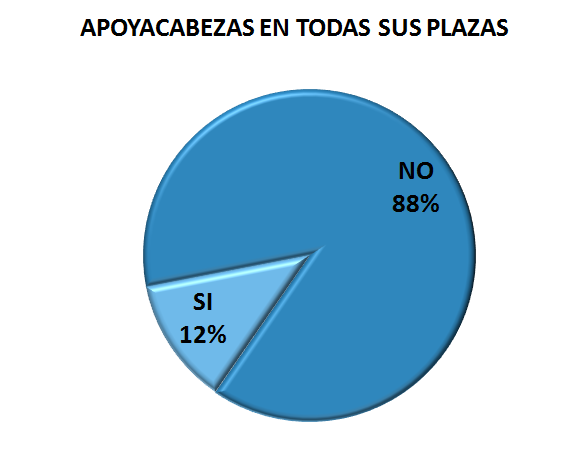 APOYACABEZAS EN TODAS SUS PLAZAS
NO
88%
SI
12%